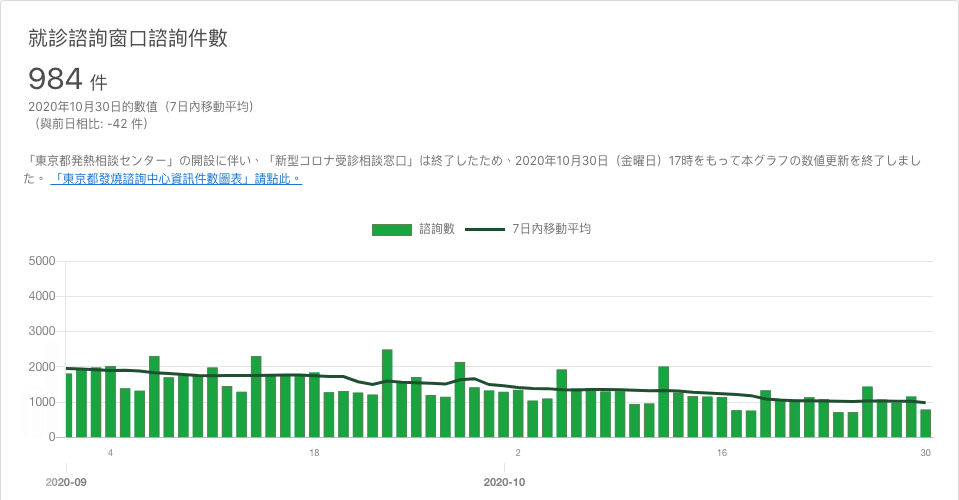 就診諮詢窗口諮詢件數
984 件
2020年10月30日的數值（7日內移動平均）
（與前日相比: -42 件）
「東京都発熱相談センター」の開設に伴い、「新型コロナ受診相談窓口」は終了したため、2020年10月30日（金曜日）17時をもって本グラフの数値更新を終了しまし
た。「東京都發燒諮詢中心資訊件數圖表」請點此。
諮詢數 7日內移動平均
5000
4000
3000
2000
1000
0
4 18 2 16 30
2020-09 2020-10